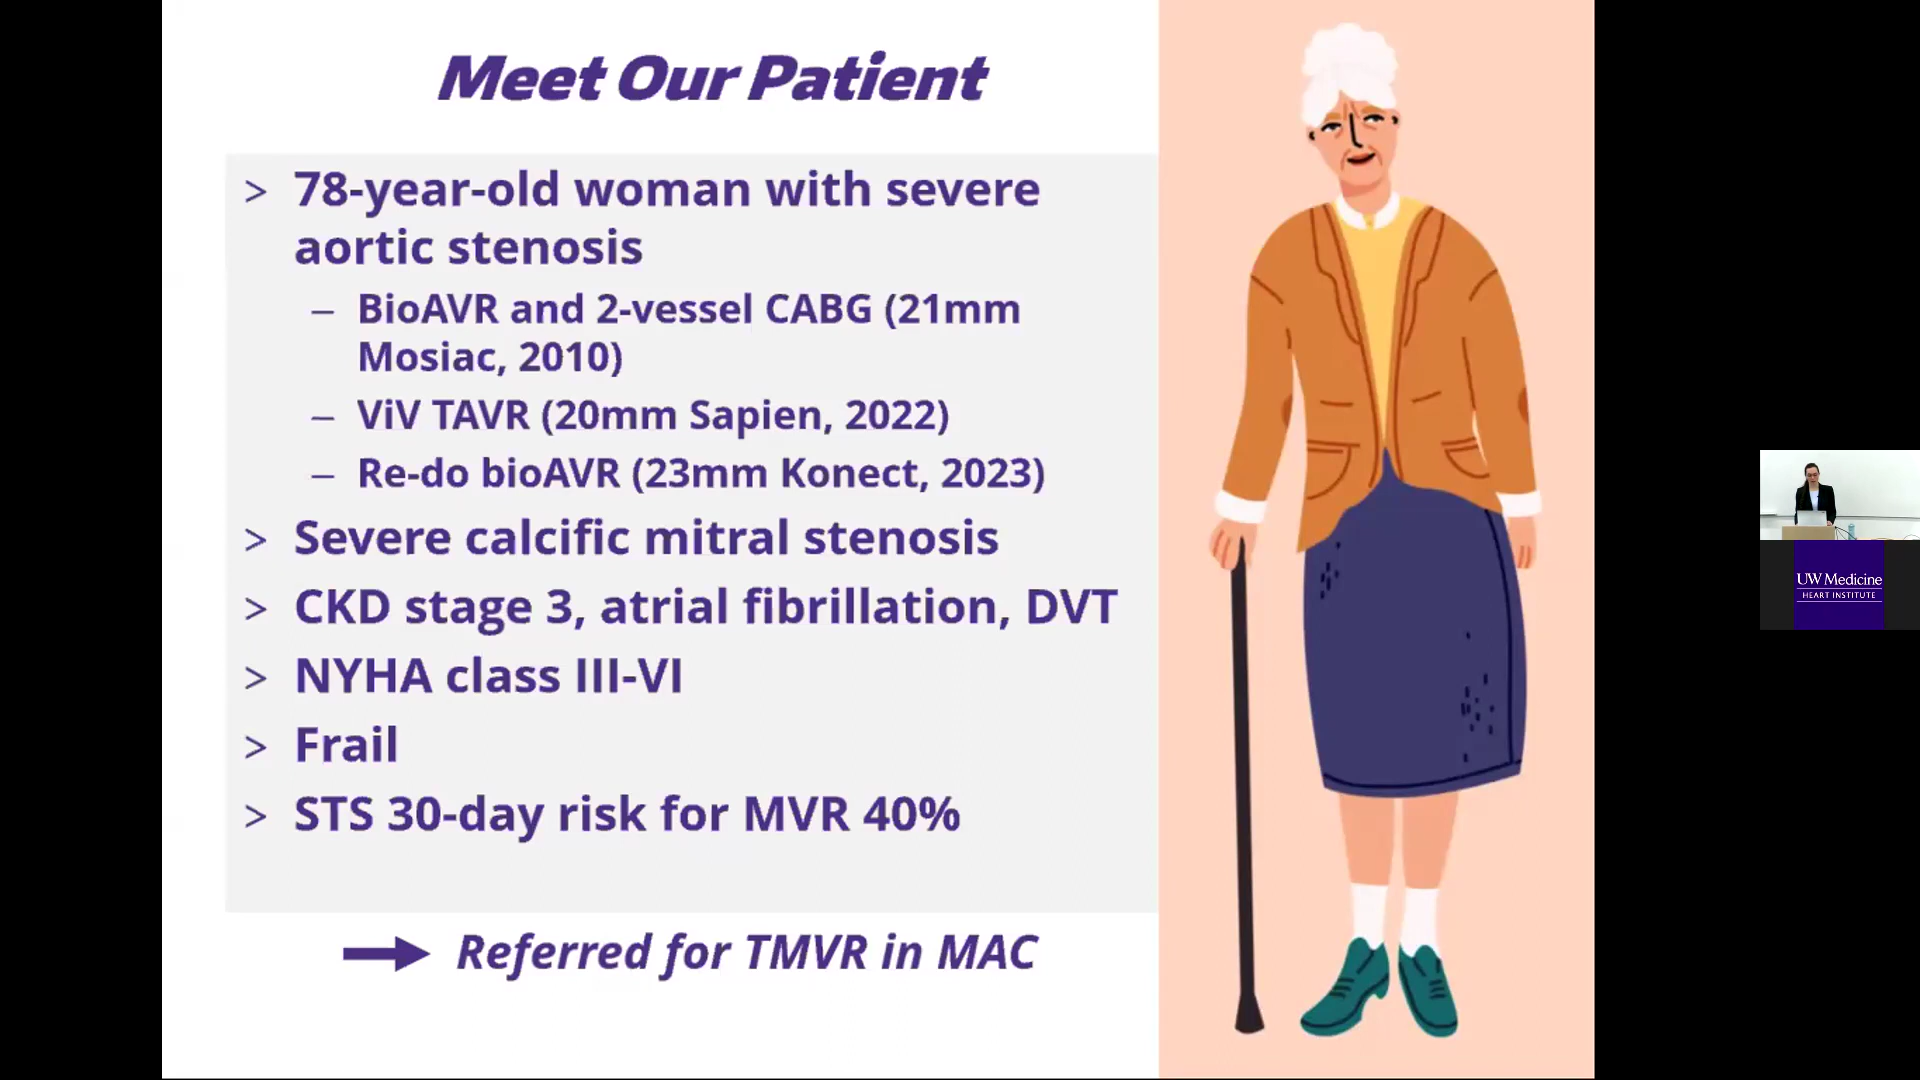 Meet Our Patient
> 78-year-old woman with severe
aortic stenosis
– BioAVR and 2-vessel CABG (21mm
Mosiac, 2010)
– ViV TAVR (20mm Sapien, 2022)
– Re-do bioAVR (23mm Konect, 2023)
> Severe calcific mitral stenosis
> CKD stage 3, atrial fibrillation, DVT
> NYHA class III-VI
> Frail
> STS 30-day risk for MVR 40%
Referred for TMVR in MAC
UW Medicine
HEART INSTITUTE